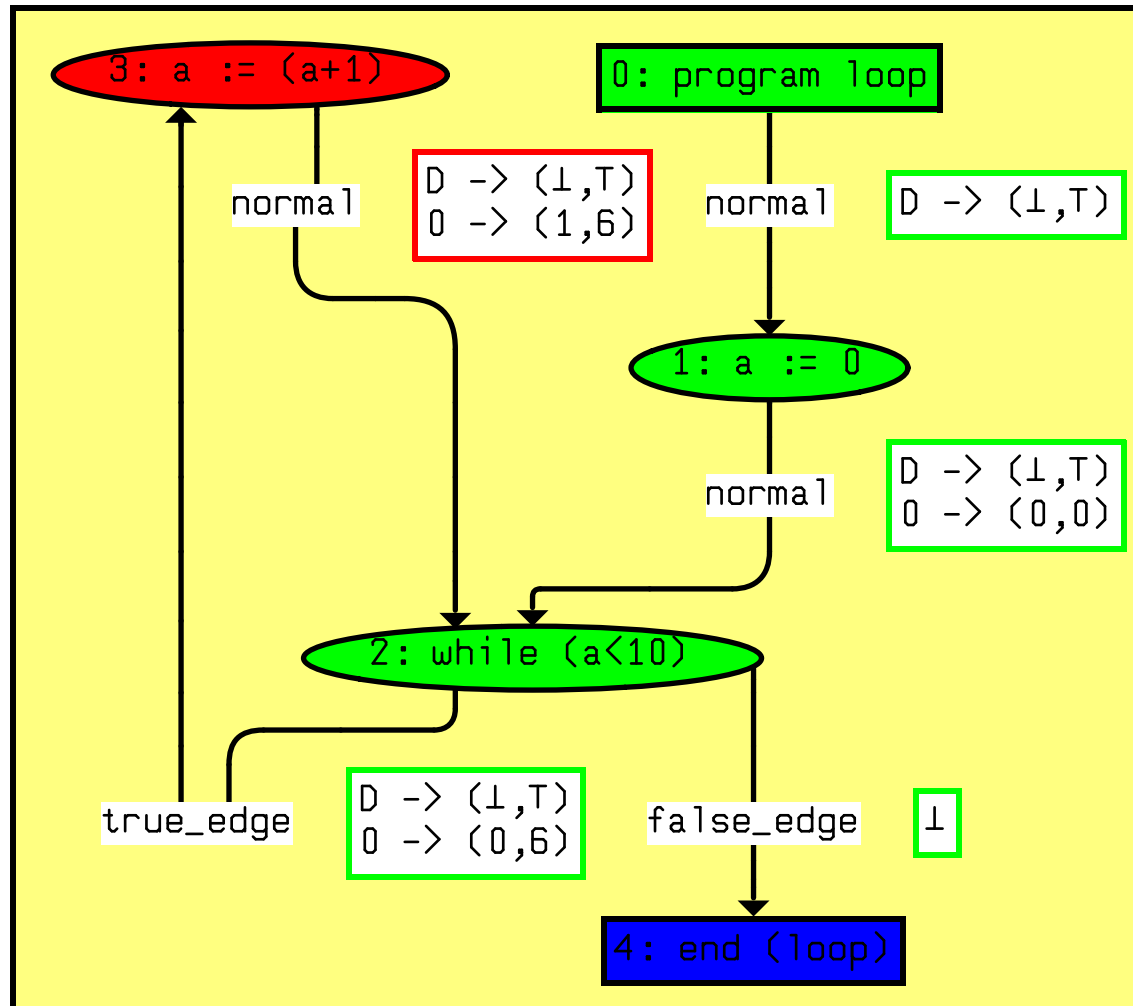 3: a := (a+1)
0: program loop
normal
D -> (⊥,T)
0 -> (1,6)
normal
D -> (⊥,T)
1: a := 0
normal
D -> (⊥,T)
0 -> (0,0)
2: while (a<10)
true_edge
D -> (⊥,T)
0 -> (0,6)
false_edge
⊥
4: end (loop)